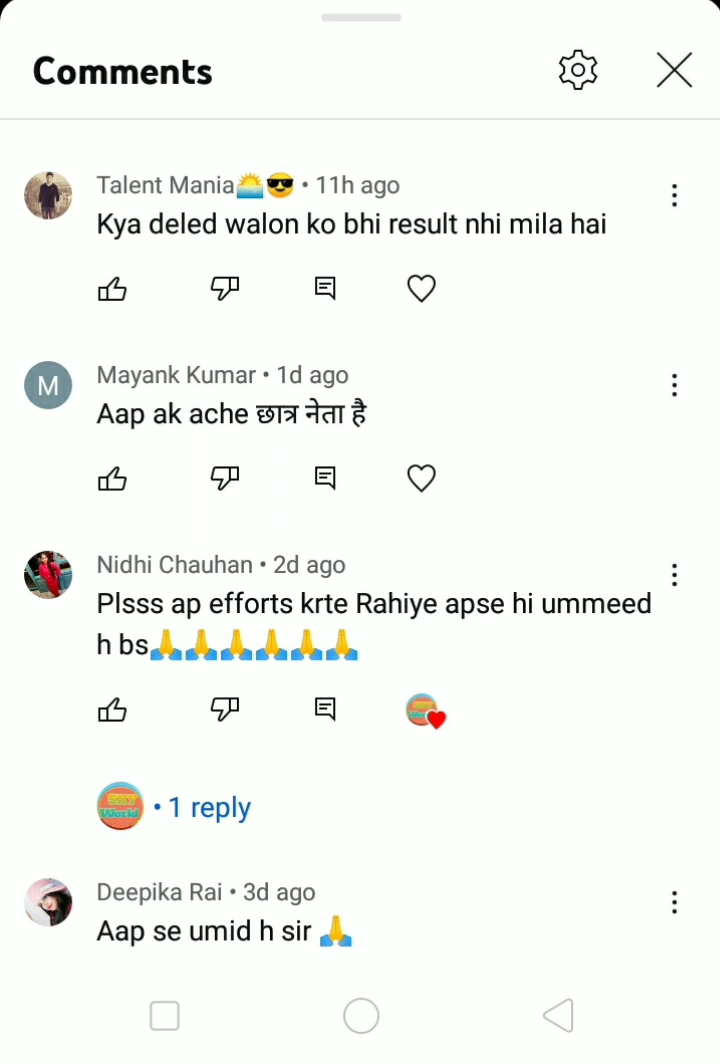 Comments
Talent Mania🌅😎 • 11h ago
Kya deled walon ko bhi result nhi mila hai
M
Mayank Kumar • 1d ago
Aap ak ache छात्र नेता है
Nidhi Chauhan • 2d ago
Plsss ap efforts krte Rahiye apse hi ummeed
h bs🙏🙏🙏🙏🙏🙏
SKY
World
• 1 reply
Deepika Rai • 3d ago
Aap se umid h sir 🙏